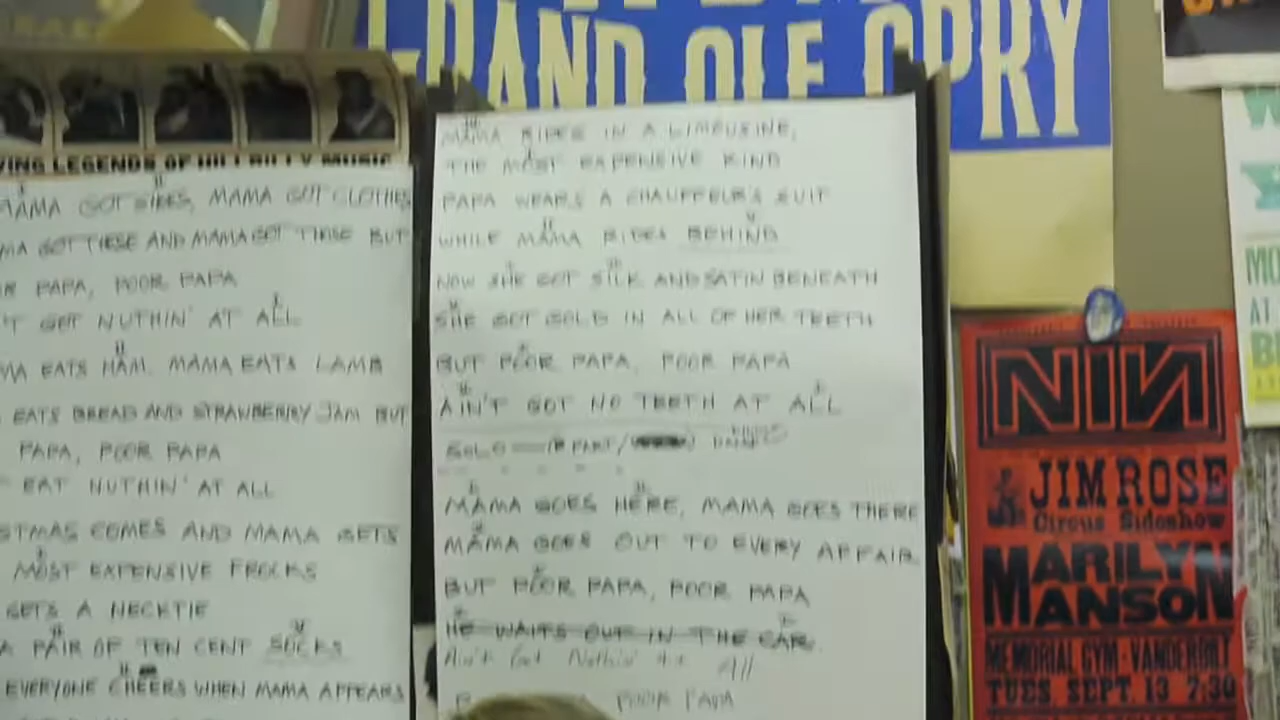 GRAND OLE OPRY
VING LEGENDS OF HILLBILLY MUSIC
MAMA GOT SHOES, MAMA GOT CLOTHES
MA GOT THESE AND MAMA GOT THOSE BUT
R PAPA, POOR PAPA
'T GOT NUTHIN' AT ALL
MA EATS HAM, MAMA EATS LAMB
EATS BREAD AND STRAWBERRY JAM BUT
PAPA, POOR PAPA
EAT NUTHIN' AT ALL
STMAS COMES AND MAMA GETS
MOST EXPENSIVE FROCKS
GETS A NECKTIE
A PAIR OF TEN CENT SOCKS
EVERYONE CHEERS WHEN MAMA APPEARS
MAMA RIDES IN A LIMOUSINE,
THE MOST EXPENSIVE KIND
PAPA WEARS A CHAUFFEUR'S SUIT
WHILE MAMA RIDES BEHIND
NOW SHE GOT SILK AND SATIN BENEATH
SHE GOT GOLD IN ALL OF HER TEETH
BUT POOR PAPA, POOR PAPA
AIN'T GOT NO TEETH AT ALL
SOLO
MAMA GOES HERE, MAMA GOES THERE
MAMA GOES OUT TO EVERY AFFAIR
BUT POOR PAPA, POOR PAPA
HE WAITS OUT IN THE CAR.
Ain't Got Nothin' At All
POOR PAPA
NIN
JIM ROSE
Circus Sideshow
MARILYN
MANSON
MEMORIAL GYM-VANDERBILT
TUES. SEPT. 13 7:30
MO
AT